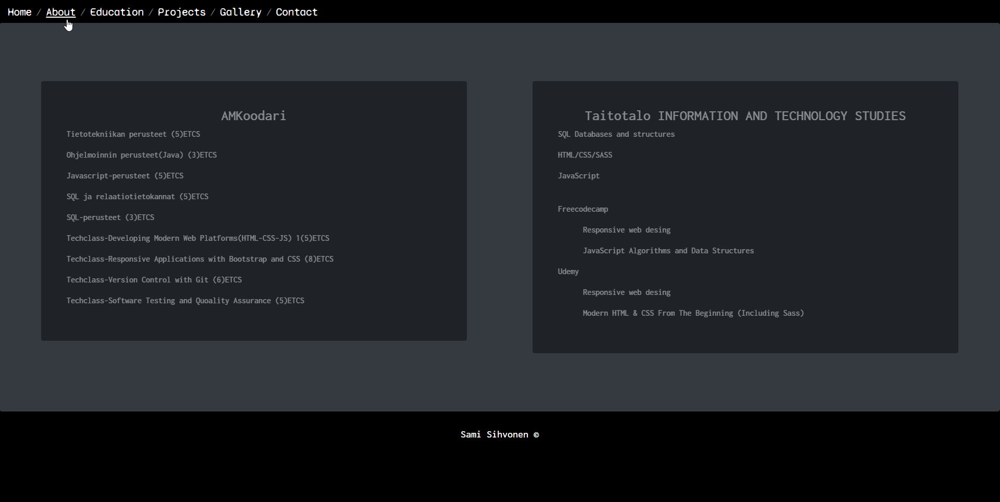 Home / About / Education / Projects / Gallery / Contact
AMKoodari
Tietotekniikan perusteet (5)ETCS
Ohjelmoinnin perusteet(Java) (3)ETCS
Javascript-perusteet (5)ETCS
SQL ja relaatiotietokannat (5)ETCS
SQL-perusteet (3)ETCS
Techclass-Developing Modern Web Platforms(HTML-CSS-JS) 1(5)ETCS
Techclass-Responsive Applications with Bootstrap and CSS (8)ETCS
Techclass-Version Control with Git (6)ETCS
Techclass-Software Testing and Quoality Assurance (5)ETCS
Taitotalo INFORMATION AND TECHNOLOGY STUDIES
SQL Databases and structures
HTML/CSS/SASS
JavaScript
Freecodecamp
Responsive web desing
JavaScript Algorithms and Data Structures
Udemy
Responsive web desing
Modern HTML & CSS From The Beginning (Including Sass)
Sami Sihvonen ©